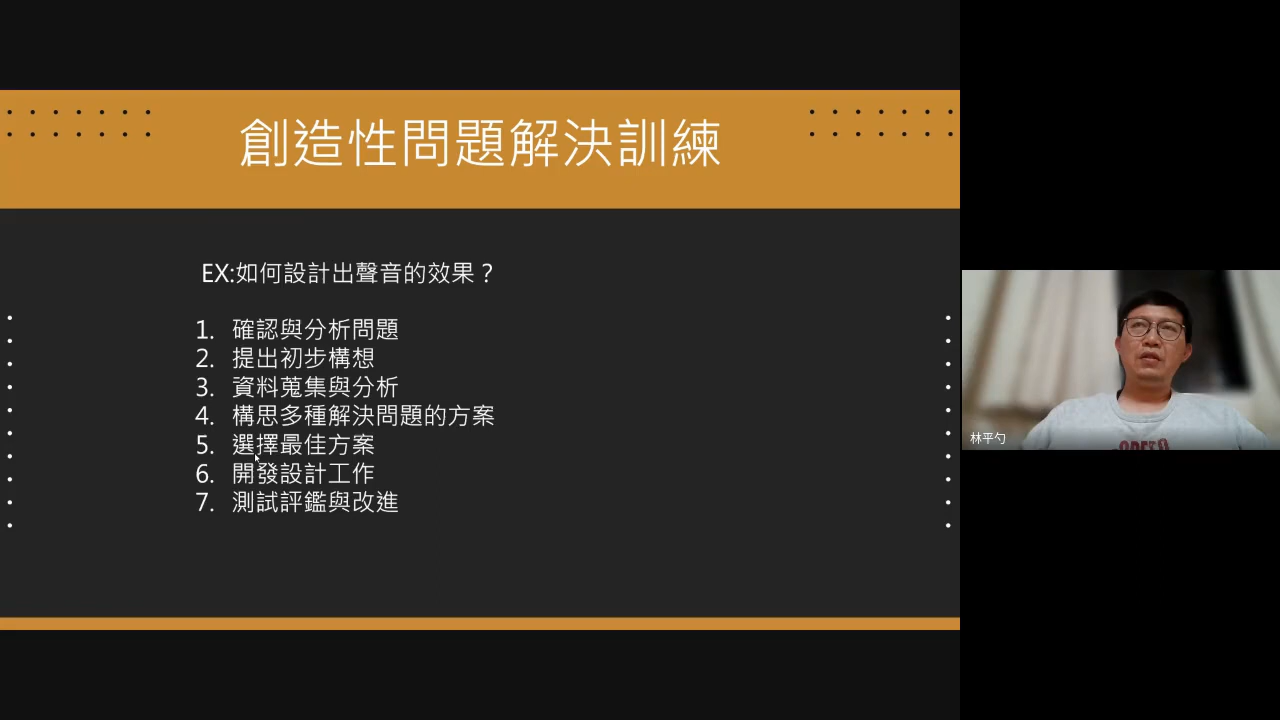 創造性問題解決訓練
EX:如何設計出聲音的效果？
1. 確認與分析問題
2. 提出初步構想
3. 資料蒐集與分析
4. 構思多種解決問題的方案
5. 選擇最佳方案
6. 開發設計工作
7. 測試評鑑與改進
林平勺